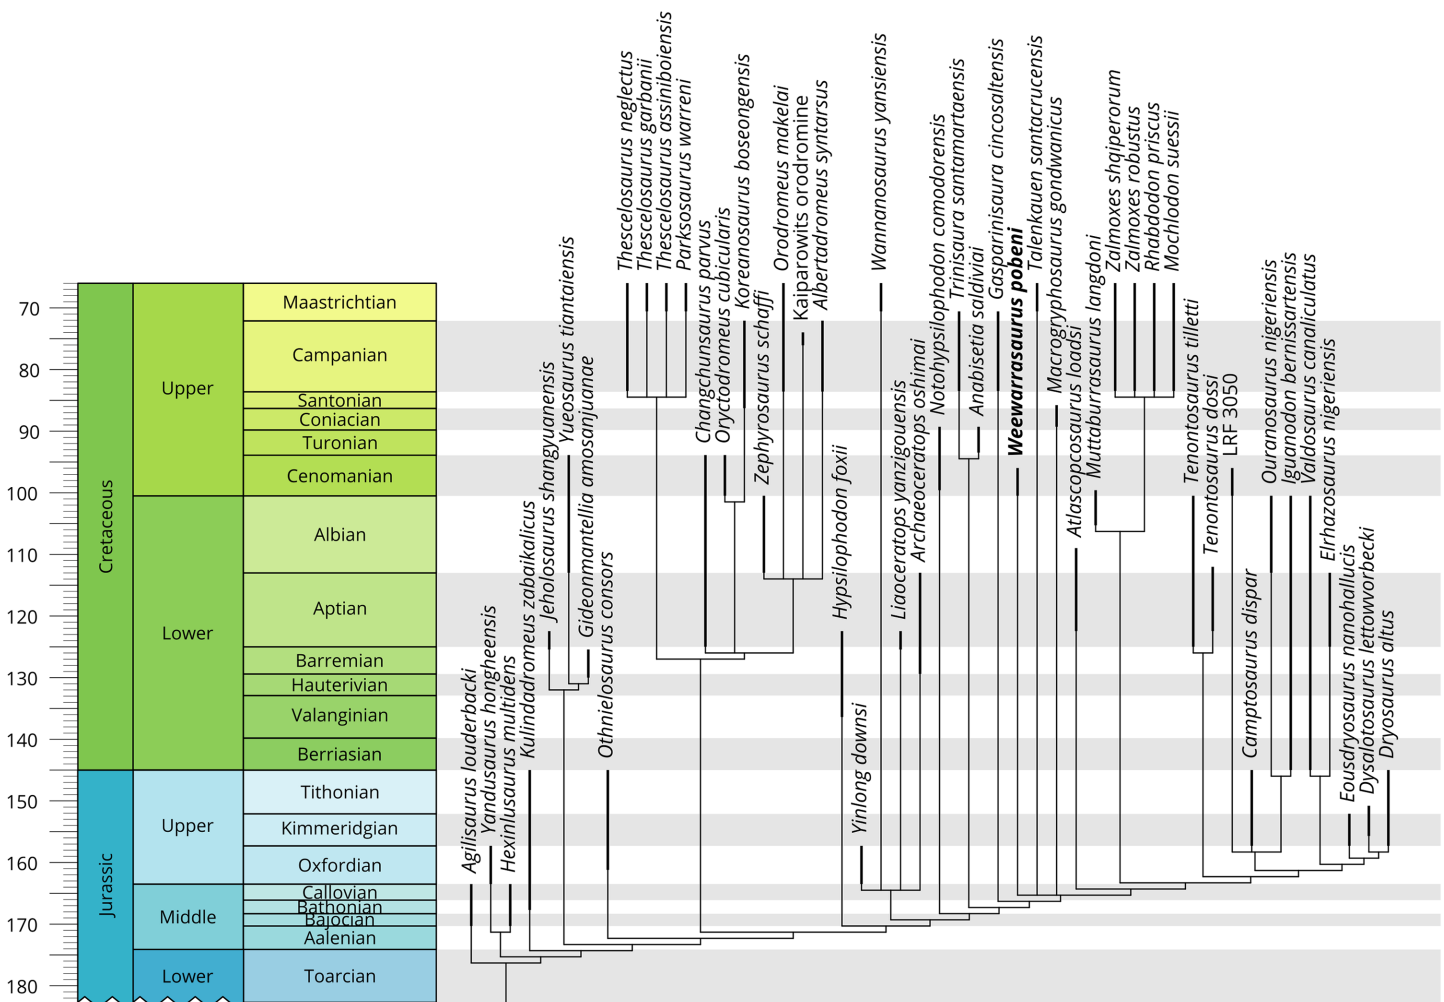 70
80
90
100
110
120
130
140
150
160
170
180
Cretaceous
Jurassic
Upper
Lower
Upper
Middle
Lower
Maastrichtian
Campanian
Santonian
Coniacian
Turonian
Cenomanian
Albian
Aptian
Barremian
Hauterivian
Valanginian
Berriasian
Tithonian
Kimmeridgian
Oxfordian
Callovian
Bathonian
Bajocian
Aalenian
Toarcian
Agilisaurus louderbacki
Yandusaurus hongheensis
Hexinlusaurus multidens
Kulindadromeus zabaikalicus
Jeholosaurus shangyuanensis
Yueosaurus tiantaiensis
Gideonmantellia amosanjuanae
Othnielosaurus consors
Thescelosaurus neglectus
Thescelosaurus garbanii
Thescelosaurus assiniboiensis
Parksosaurus warreni
Changchunsaurus parvus
Oryctodromeus cubicularis
Koreanosaurus boseongensis
Zephyrosaurus schaffi
Orodromeus makelai
Kaiparowits orodromine
Albertadromeus syntarsus
Hypsilophodon foxii
Yinlong downsi
Wannanosaurus yansiensis
Liaoceratops yanzigouensis
Archaeoceratops oshimai
Notohypsilophodon comodorensis
Trinisaura santamartaensis
Anabisetia saldiviai
Gasparinisaura cincosaltensis
Weewarrasaurus pobeni
Talenkauen santacrucensis
Macrogryphosaurus gondwanicus
Atlascopcosaurus loadsi
Muttaburrasaurus langdoni
Zalmoxes shqiperorum
Zalmoxes robustus
Rhabdodon priscus
Mochlodon suessii
Tenontosaurus tilletti
Tenontosaurus dossi
LRF 3050
Camptosaurus dispar
Ouranosaurus nigeriensis
Iguanodon bernissartensis
Valdosaurus canaliculatus
Elrhazosaurus nigeriensis
Eousdryosaurus nanohallucis
Dysalotosaurus lettowvorbecki
Dryosaurus altus